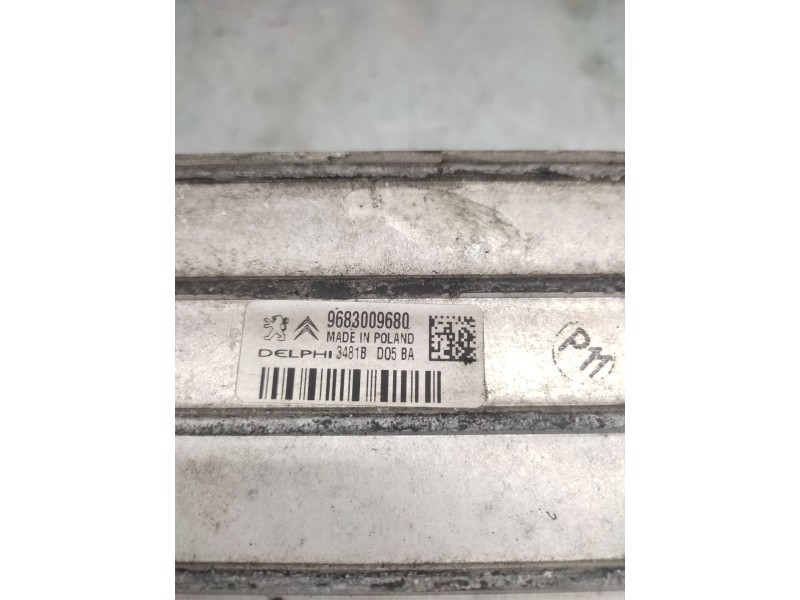 9683009680
MADE IN POLAND
DELPHI 3481B D05 BA
P11